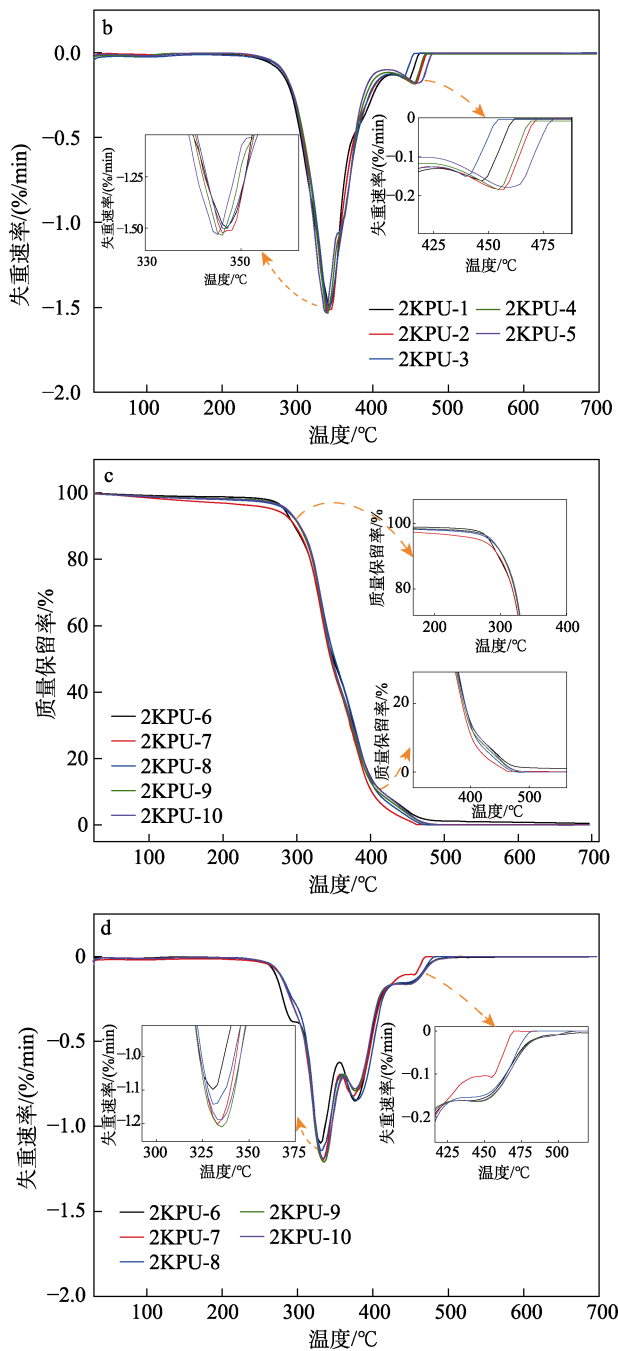 b
0.0
−0.5
−1.0
−1.5
−2.0
失重速率/(%/min)
100 200 300 400 500 600 700
温度/℃
−1.25
−1.50
失重速率/(%/min)
330 350
温度/℃
0
−0.1
−0.2
失重速率/(%/min)
425 450 475
温度/℃
2KPU-1 2KPU-4
2KPU-2 2KPU-5
2KPU-3
c
100
80
60
40
20
0
质量保留率/%
100 200 300 400 500 600 700
温度/℃
100
80
质量保留率/%
200 300 400
温度/℃
20
0
质量保留率/%
400 500
温度/℃
2KPU-6
2KPU-7
2KPU-8
2KPU-9
2KPU-10
d
0
−0.5
−1.0
−1.5
−2.0
失重速率/(%/min)
100 200 300 400 500 600 700
温度/℃
−1.0
−1.1
−1.2
失重速率/(%/min)
300 325 350 375
温度/℃
0
−0.1
−0.2
失重速率/(%/min)
425 450 475 500
温度/℃
2KPU-6 2KPU-9
2KPU-7 2KPU-10
2KPU-8